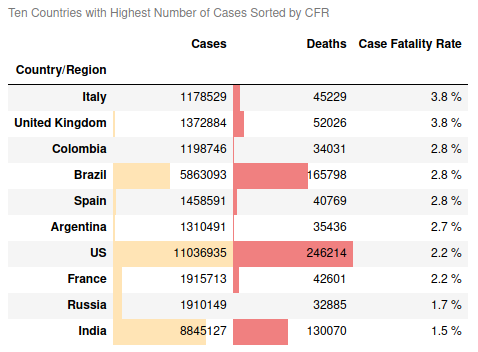 Ten Countries with Highest Number of Cases Sorted by CFR
Cases Deaths Case Fatality Rate
Country/Region
Italy 1178529 45229 3.8 %
United Kingdom 1372884 52026 3.8 %
Colombia 1198746 34031 2.8 %
Brazil 5863093 165798 2.8 %
Spain 1458591 40769 2.8 %
Argentina 1310491 35436 2.7 %
US 11036935 246214 2.2 %
France 1915713 42601 2.2 %
Russia 1910149 32885 1.7 %
India 8845127 130070 1.5 %